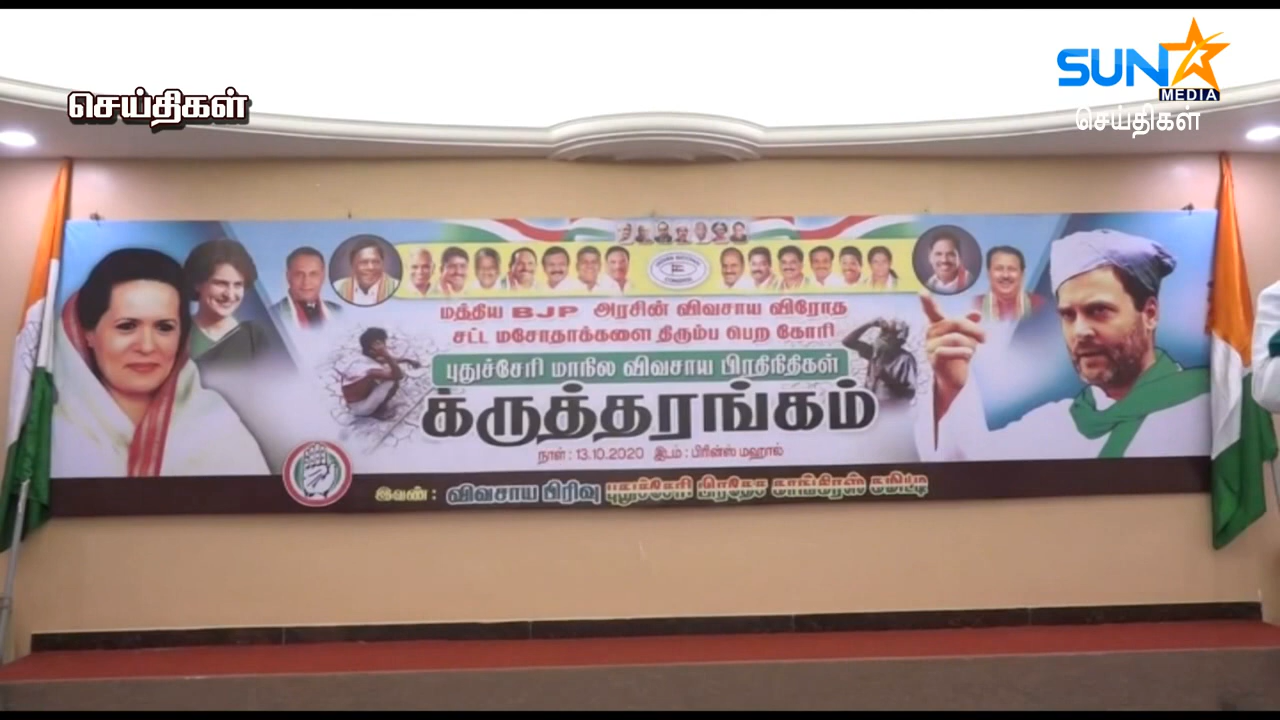 செய்திகள்
SUN
MEDIA
செய்திகள்
மத்திய BJP அரசின் விவசாய விரோத
சட்ட மசோதாக்களை திரும்ப பெற கோரி
புதுச்சேரி மாநில விவசாய பிரதிநிதிகள்
கருத்தரங்கம்
நாள் : 13.10.2020 இடம் : பிரின்ஸ் மஹால்
இவண் : விவசாய பிரிவு புதுச்சேரி பிரதேச காங்கிரஸ் கமிட்டி